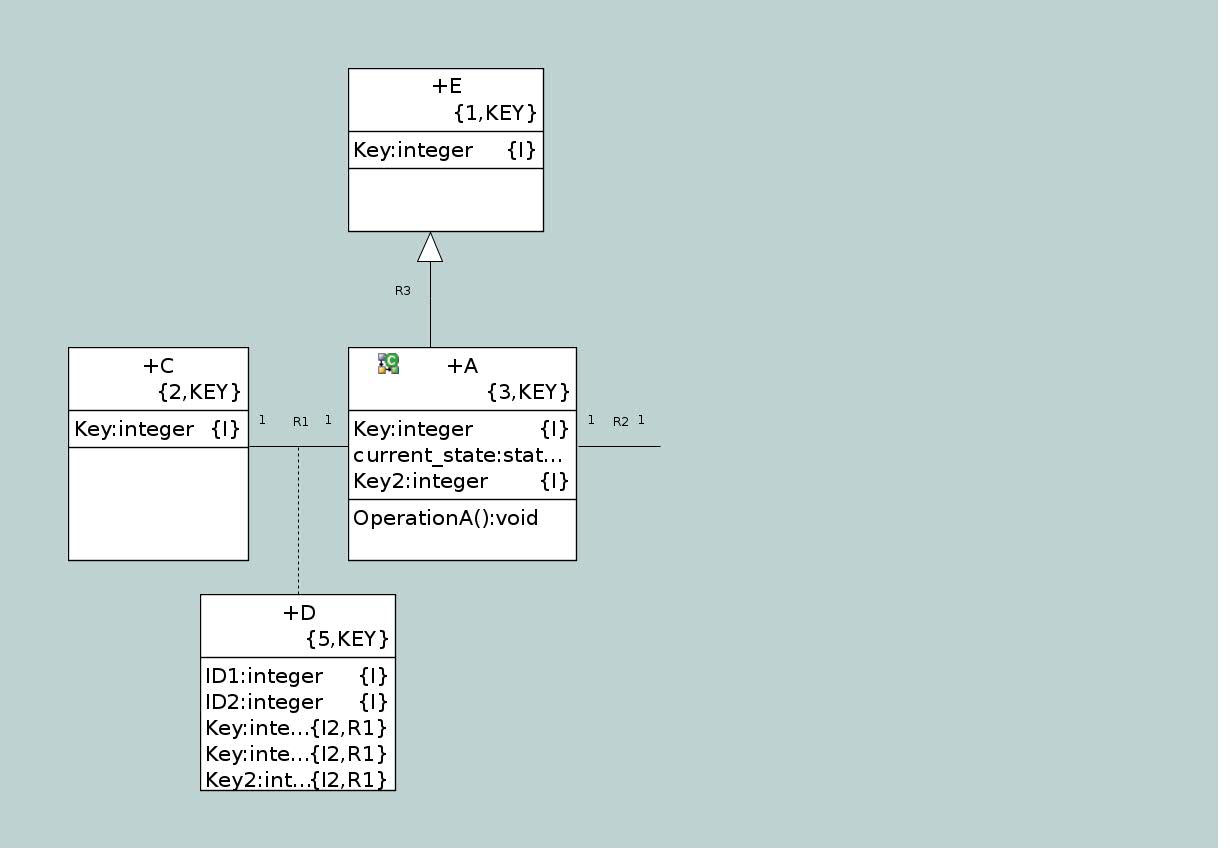 +E
{1,KEY}
Key:integer {I}
R3
+C
{2,KEY}
Key:integer {I}
1 R1 1
C
+A
{3,KEY}
Key:integer {I}
current_state:stat...
Key2:integer {I}
OperationA():void
1 R2 1
+D
{5,KEY}
ID1:integer {I}
ID2:integer {I}
Key:inte...{I2,R1}
Key:inte...{I2,R1}
Key2:int...{I2,R1}